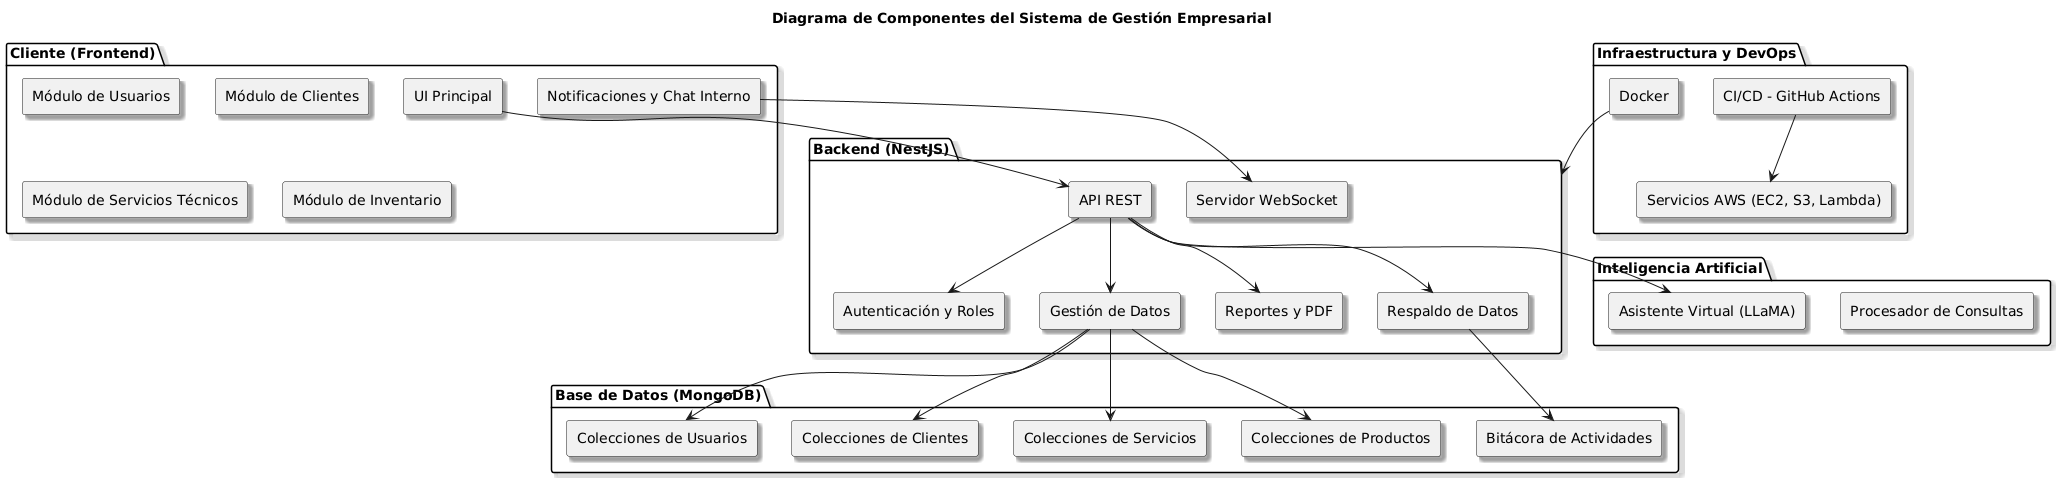 Diagrama de Componentes del Sistema de Gestión Empresarial
Cliente (Frontend)
Módulo de Usuarios
Módulo de Clientes
UI Principal
Notificaciones y Chat Interno
Módulo de Servicios Técnicos
Módulo de Inventario
Infraestructura y DevOps
Docker
CI/CD - GitHub Actions
Servicios AWS (EC2, S3, Lambda)
Backend (NestJS)
API REST
Servidor WebSocket
Autenticación y Roles
Gestión de Datos
Reportes y PDF
Respaldo de Datos
Inteligencia Artificial
Asistente Virtual (LLaMA)
Procesador de Consultas
Base de Datos (MongoDB)
Colecciones de Usuarios
Colecciones de Clientes
Colecciones de Servicios
Colecciones de Productos
Bitácora de Actividades